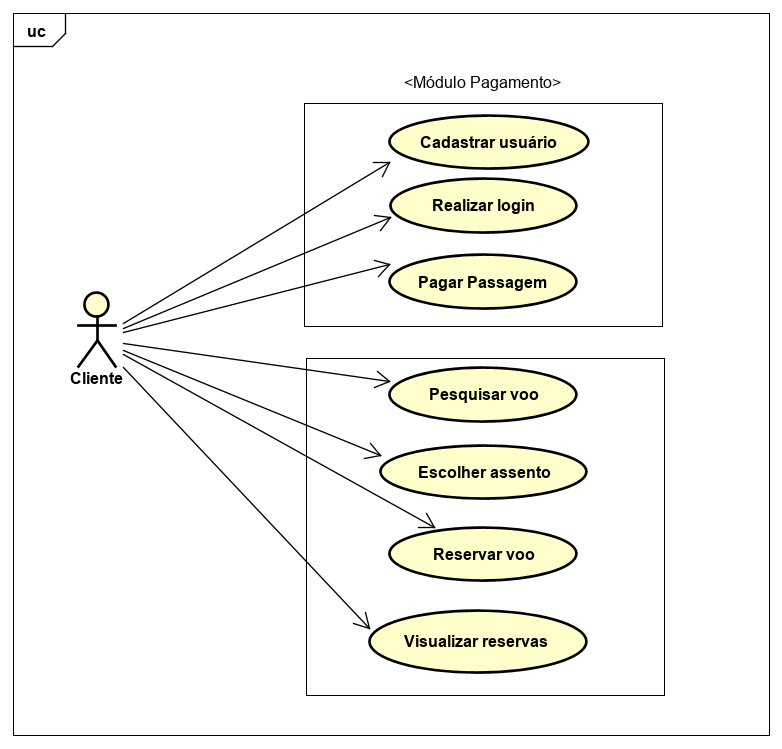 uc
<Módulo Pagamento>
Cadastrar usuário
Realizar login
Pagar Passagem
Cliente
Pesquisar voo
Escolher assento
Reservar voo
Visualizar reservas